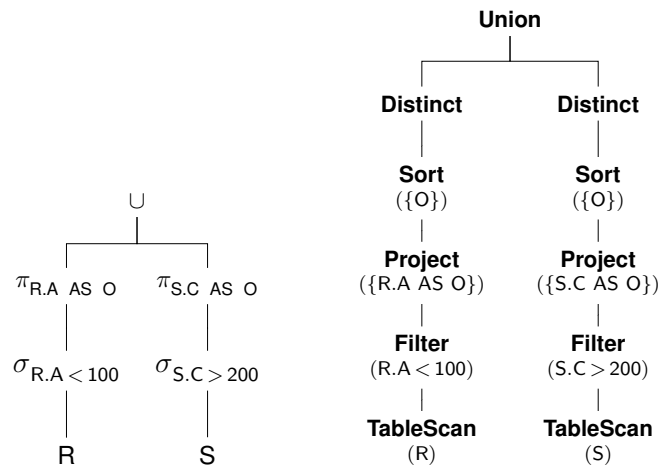 ∪
π R.A AS O
π S.C AS O
σ R.A < 100
σ S.C > 200
R
S
Union
Distinct
Distinct
Sort
({O})
Sort
({O})
Project
({R.A AS O})
Project
({S.C AS O})
Filter
(R.A < 100)
Filter
(S.C > 200)
TableScan
(R)
TableScan
(S)